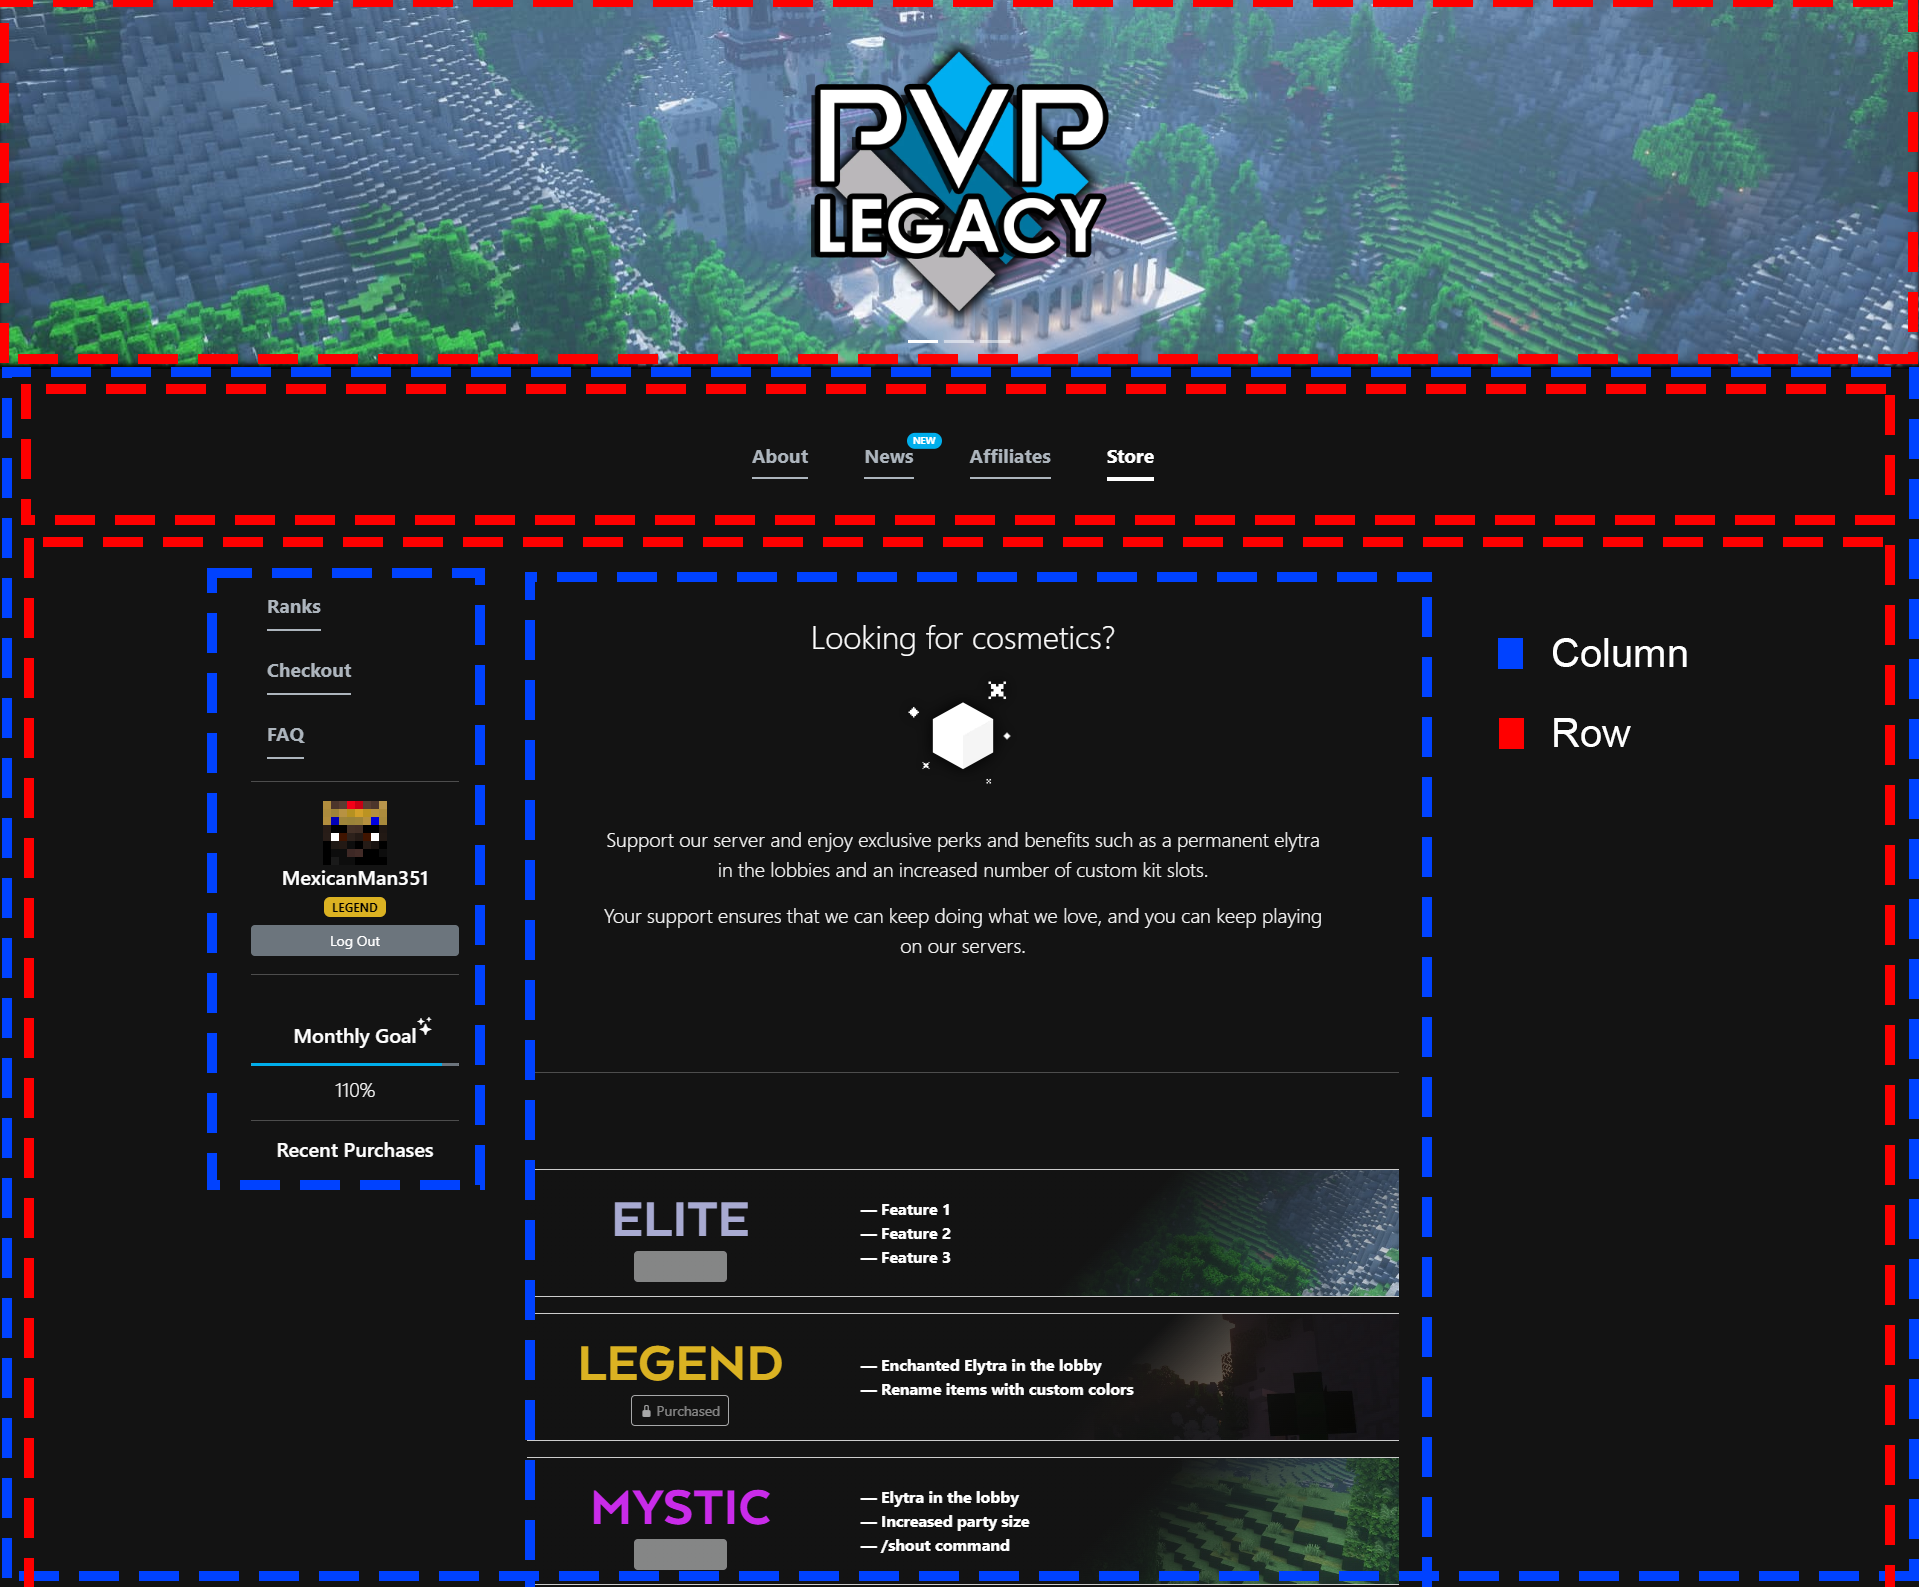 PVP
LEGACY
About
News
NEW
Affiliates
Store
Ranks
Checkout
FAQ
MexicanMan351
LEGEND
Log Out
Monthly Goal
110%
Recent Purchases
Looking for cosmetics?
Support our server and enjoy exclusive perks and benefits such as a permanent elytra
in the lobbies and an increased number of custom kit slots.
Your support ensures that we can keep doing what we love, and you can keep playing
on our servers.
ELITE
— Feature 1
— Feature 2
— Feature 3
LEGEND
Purchased
— Enchanted Elytra in the lobby
— Rename items with custom colors
MYSTIC
— Elytra in the lobby
— Increased party size
— /shout command
Column
Row